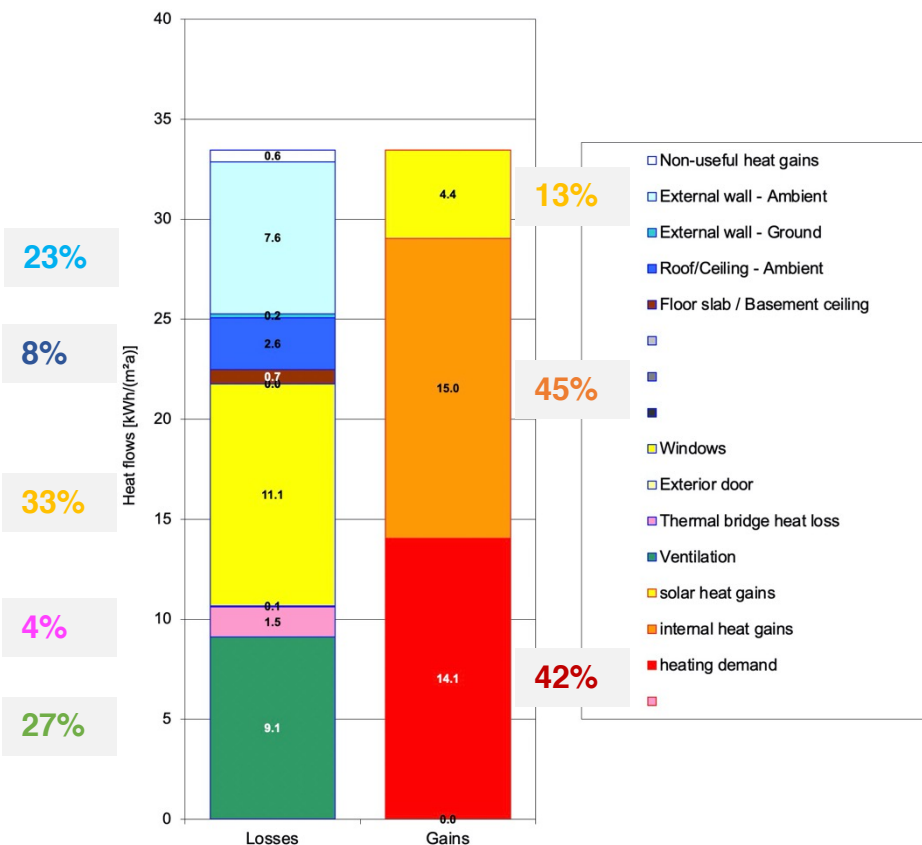 40
35
30
25
20
15
10
5
0
Heat flows [kWh/(m²a)]
23%
8%
33%
4%
27%
0.6
7.6
0.2
2.6
0.7
0.0
11.1
0.1
1.5
9.1
Losses
4.4
15.0
14.1
0.0
Gains
13%
45%
42%
Non-useful heat gains
External wall - Ambient
External wall - Ground
Roof/Ceiling - Ambient
Floor slab / Basement ceiling
Windows
Exterior door
Thermal bridge heat loss
Ventilation
solar heat gains
internal heat gains
heating demand